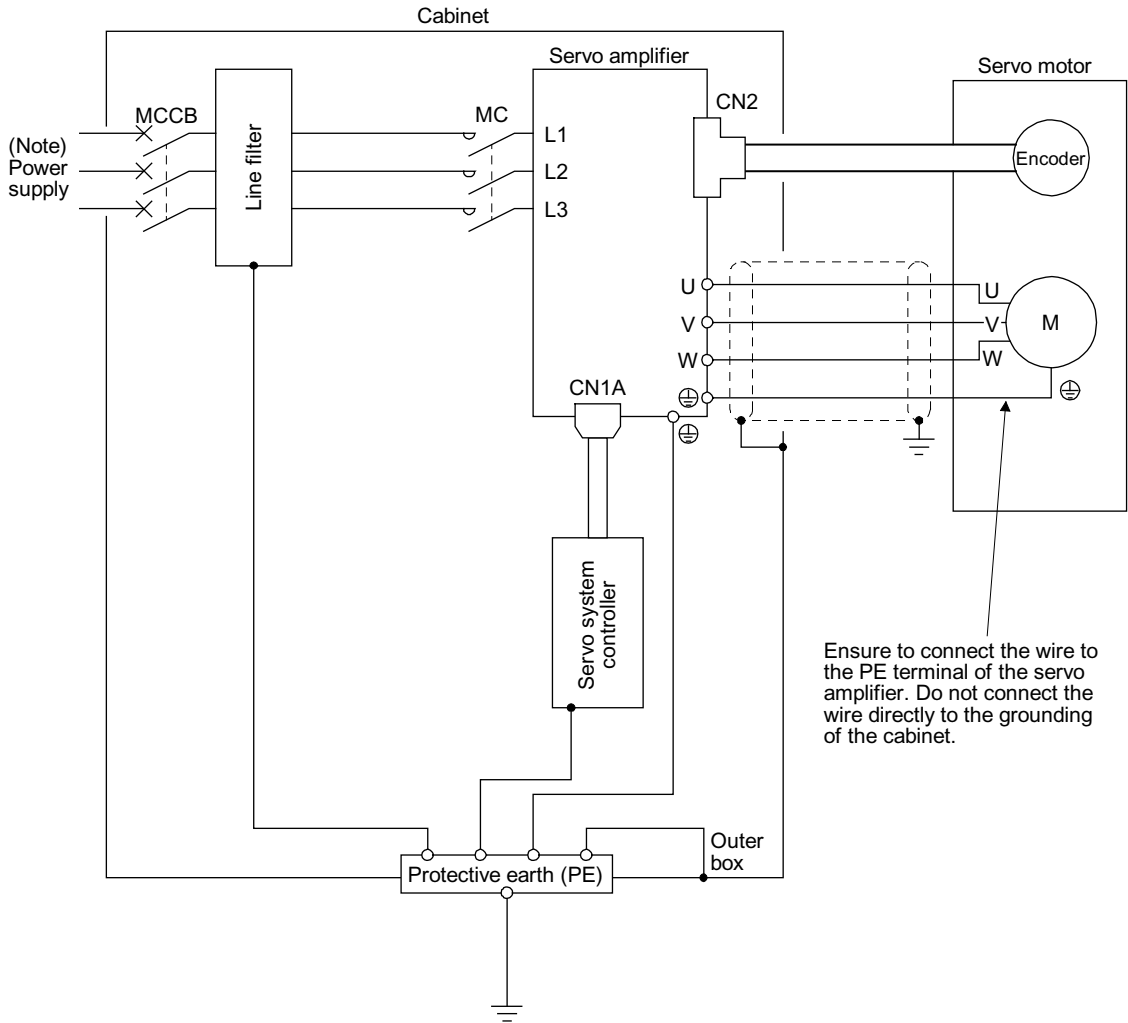 Cabinet
Servo amplifier
Servo motor
MCCB
MC
CN2
(Note)
Power
supply
Line filter
L1
L2
L3
Encoder
U
V
W
U
V
W
M
CN1A
Servo system
controller
Ensure to connect the wire to
the PE terminal of the servo
amplifier. Do not connect the
wire directly to the grounding
of the cabinet.
Outer
box
Protective earth (PE)